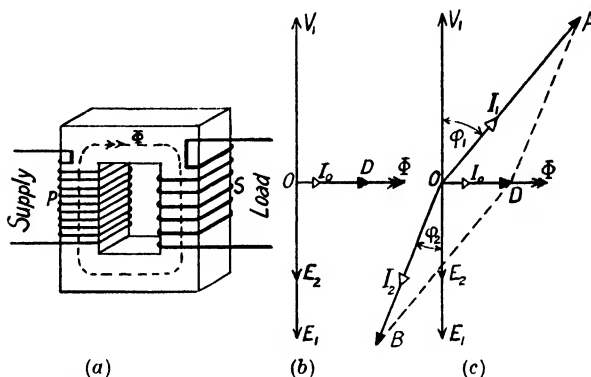 Supply
P
Φ
S
Load
(a)
V₁
O
I₀
D
Φ
E₂
E₁
(b)
V₁
A
I₁
φ₁
O
I₀
D
Φ
φ₂
I₂
E₂
B
E₁
(c)